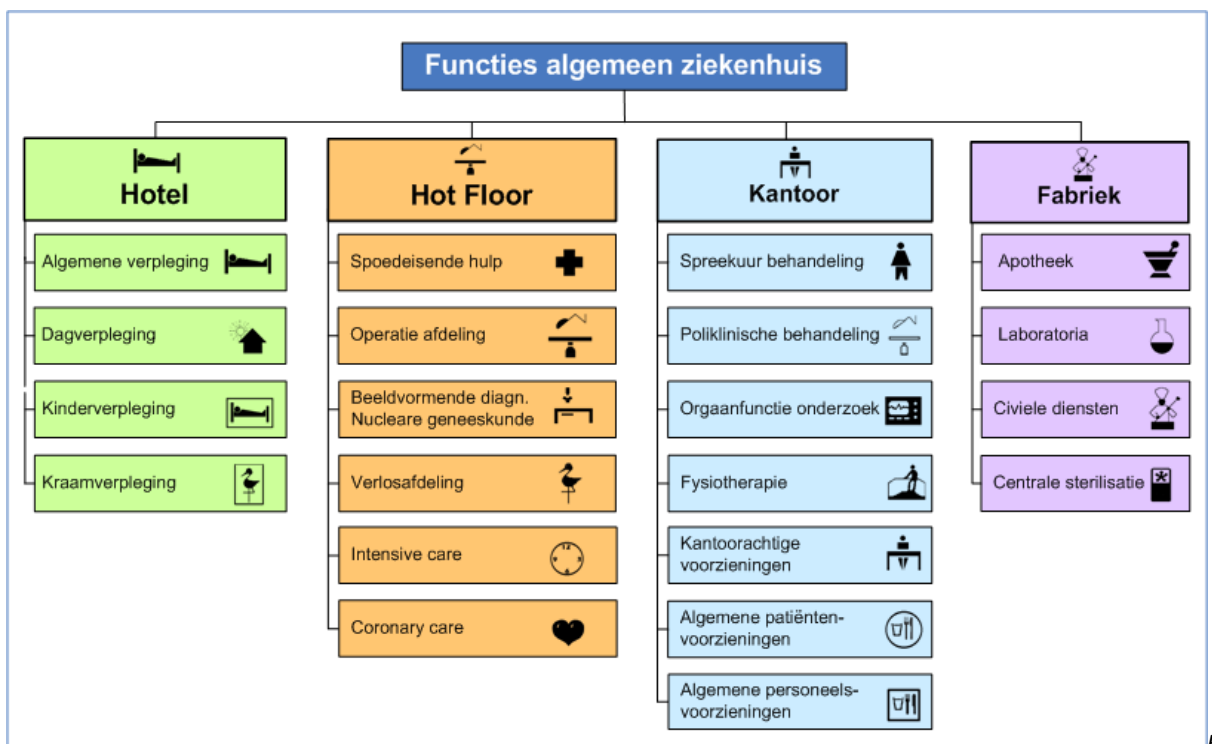 Functies algemeen ziekenhuis
Hotel
Algemene verpleging
Dagverpleging
Kinderverpleging
Kraamverpleging
Hot Floor
Spoedeisende hulp
Operatie afdeling
Beeldvormende diagn.
Nucleare geneeskunde
Verlosafdeling
Intensive care
12
6
Coronary care
Kantoor
Spreekuur behandeling
Poliklinische behandeling
Orgaanfunctie onderzoek
Fysiotherapie
Kantoorachtige
voorzieningen
Algemene patiënten-
voorzieningen
Algemene personeels-
voorzieningen
Fabriek
Apotheek
Laboratoria
Civiele diensten
Centrale sterilisatie